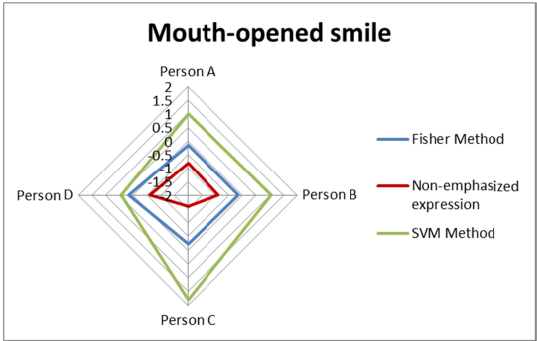 Mouth-opened smile
Person A
2
1.5
1
0.5
0
-0.5
-1
-1.5
-2
Person D
Person B
Person C
Fisher Method
Non-emphasized
expression
SVM Method